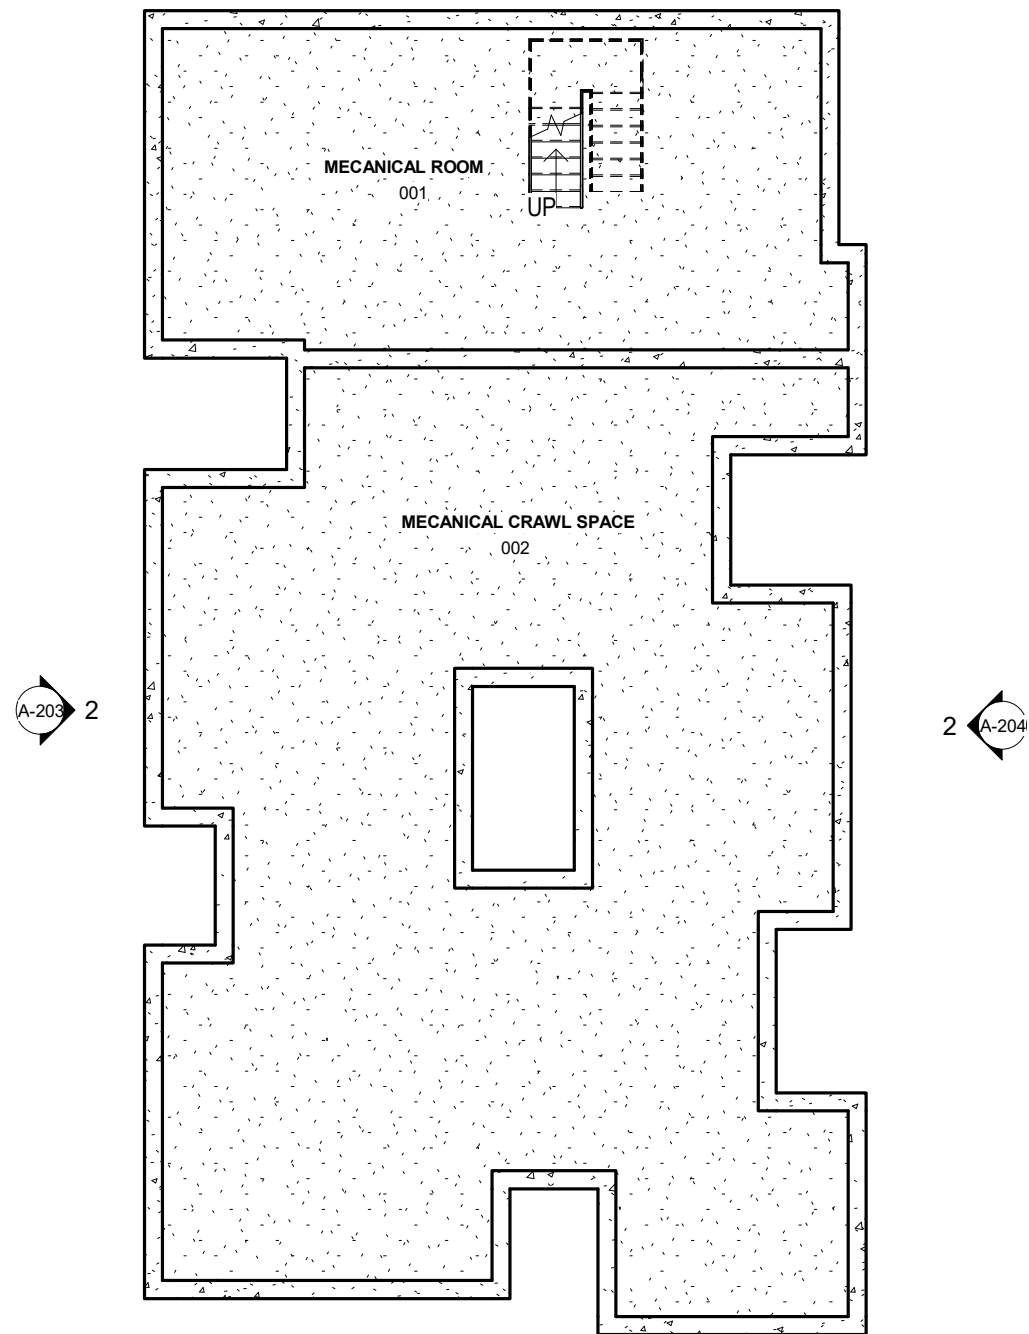 MECANICAL ROOM
001
UP
MECANICAL CRAWL SPACE
002
A-203 2
2 A-204